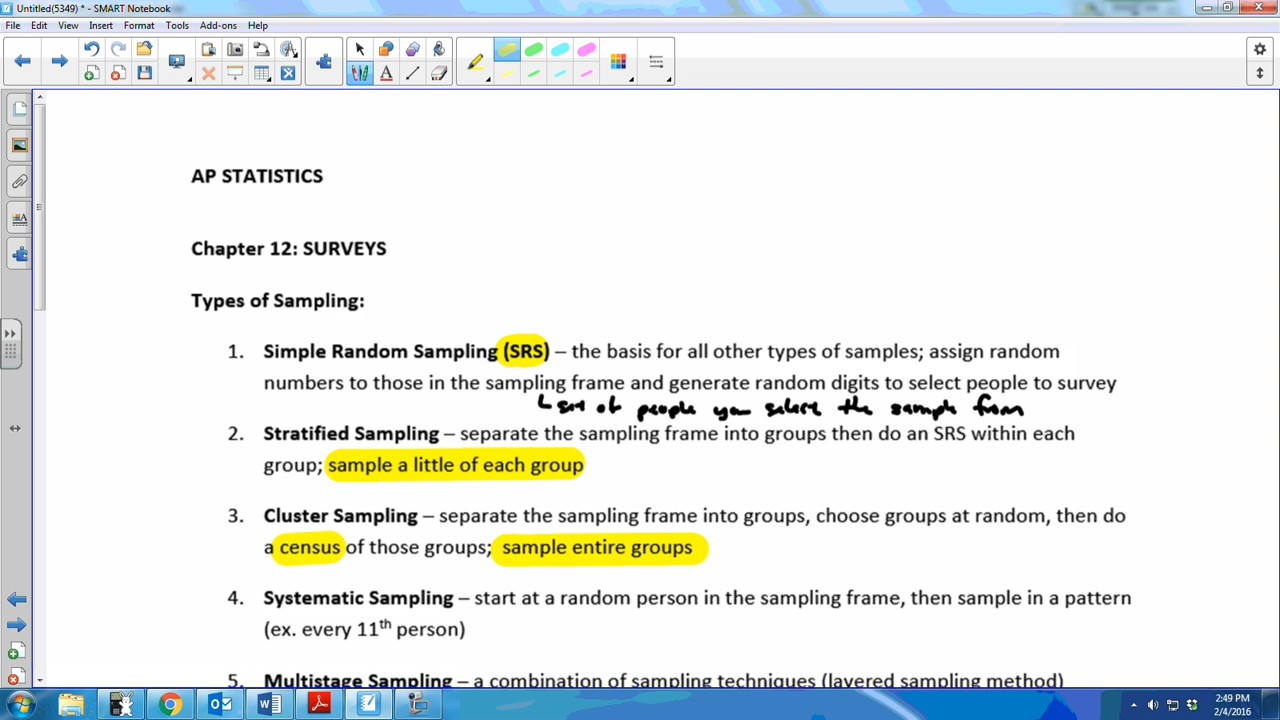 Untitled(5349) * - SMART Notebook
File Edit View Insert Format Tools Add-ons Help
AP STATISTICS
Chapter 12: SURVEYS
Types of Sampling:
1. Simple Random Sampling (SRS) – the basis for all other types of samples; assign random
numbers to those in the sampling frame and generate random digits to select people to survey
set of people you select the sample from
2. Stratified Sampling – separate the sampling frame into groups then do an SRS within each
group; sample a little of each group
3. Cluster Sampling – separate the sampling frame into groups, choose groups at random, then do
a census of those groups; sample entire groups
4. Systematic Sampling – start at a random person in the sampling frame, then sample in a pattern
(ex. every 11th person)
5. Multistage Sampling – a combination of sampling techniques (layered sampling method)
2:49 PM
2/4/2016